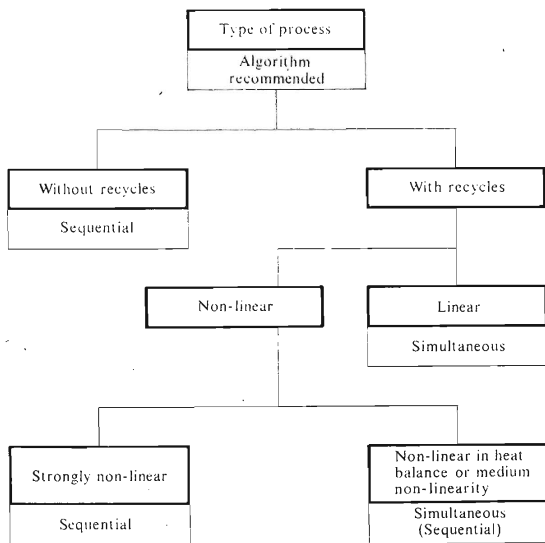 Type of process
Algorithm
recommended
Without recycles
Sequential
With recycles
Non-linear
Linear
Simultaneous
Strongly non-linear
Sequential
Non-linear in heat
balance or medium
non-linearity
Simultaneous
(Sequential)